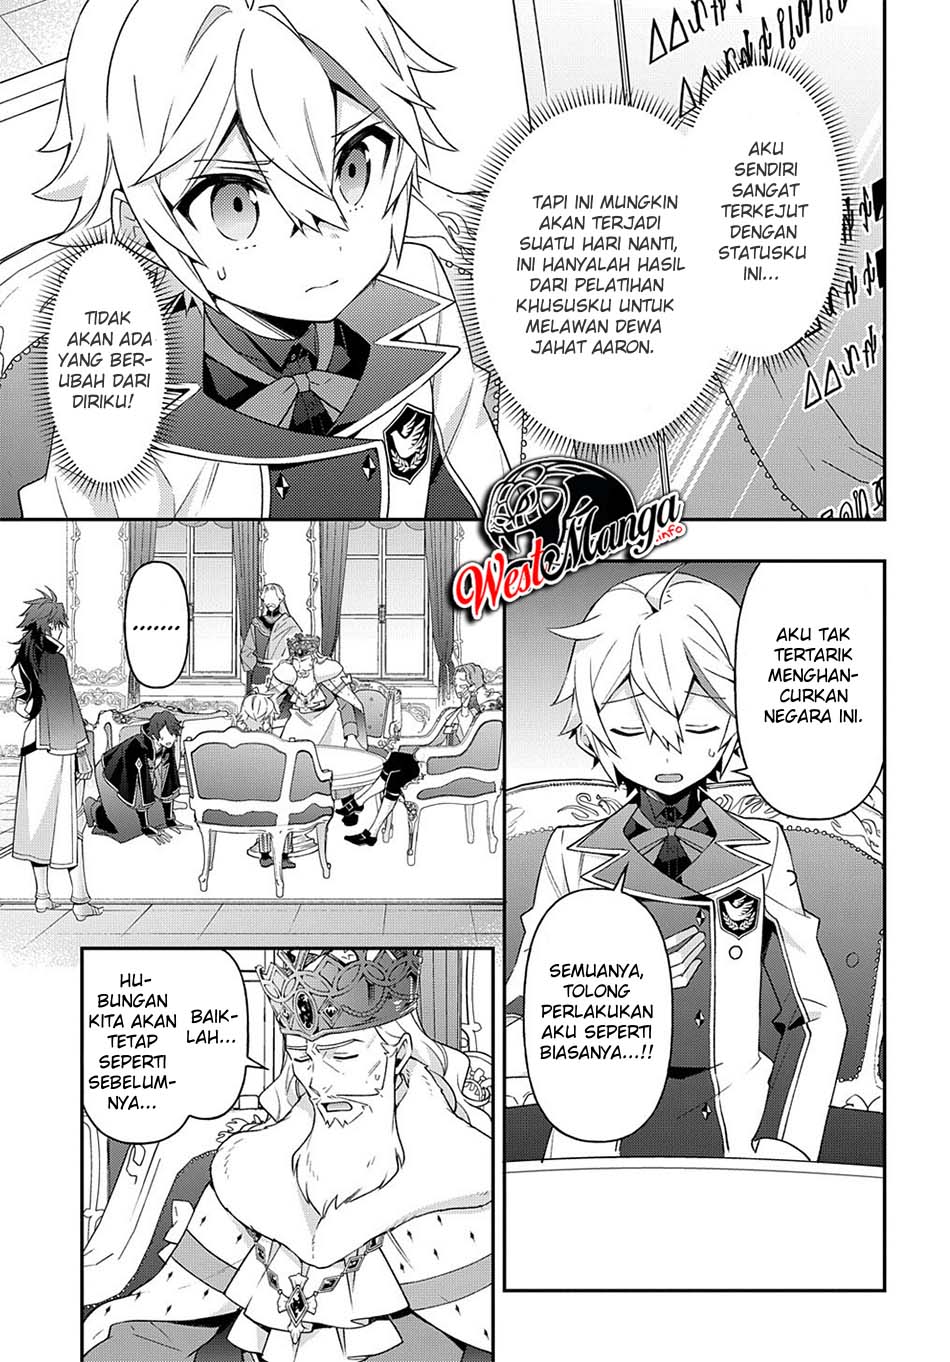 AKU
SENDIRI
SANGAT
TERKEJUT
DENGAN
STATUSKU
INI...
TAPI INI MUNGKIN
AKAN TERJADI
SUATU HARI NANTI,
INI HANYALAH HASIL
DARI PELATIHAN
KHUSUSKU UNTUK
MELAWAN DEWA
JAHAT AARON.
TIDAK
AKAN ADA
YANG BER-
UBAH DARI
DIRIKU!
WestManga
.info
AKU TAK
TERTARIK
MENGHAN-
CURKAN
NEGARA INI.
SEMUANYA,
TOLONG
PERLAKUKAN
AKU SEPERTI
BIASANYA...!!
........
BAIK-
LAH...
HU-
BUNGAN
KITA AKAN
TETAP
SEPERTI
SEBELUM-
NYA...